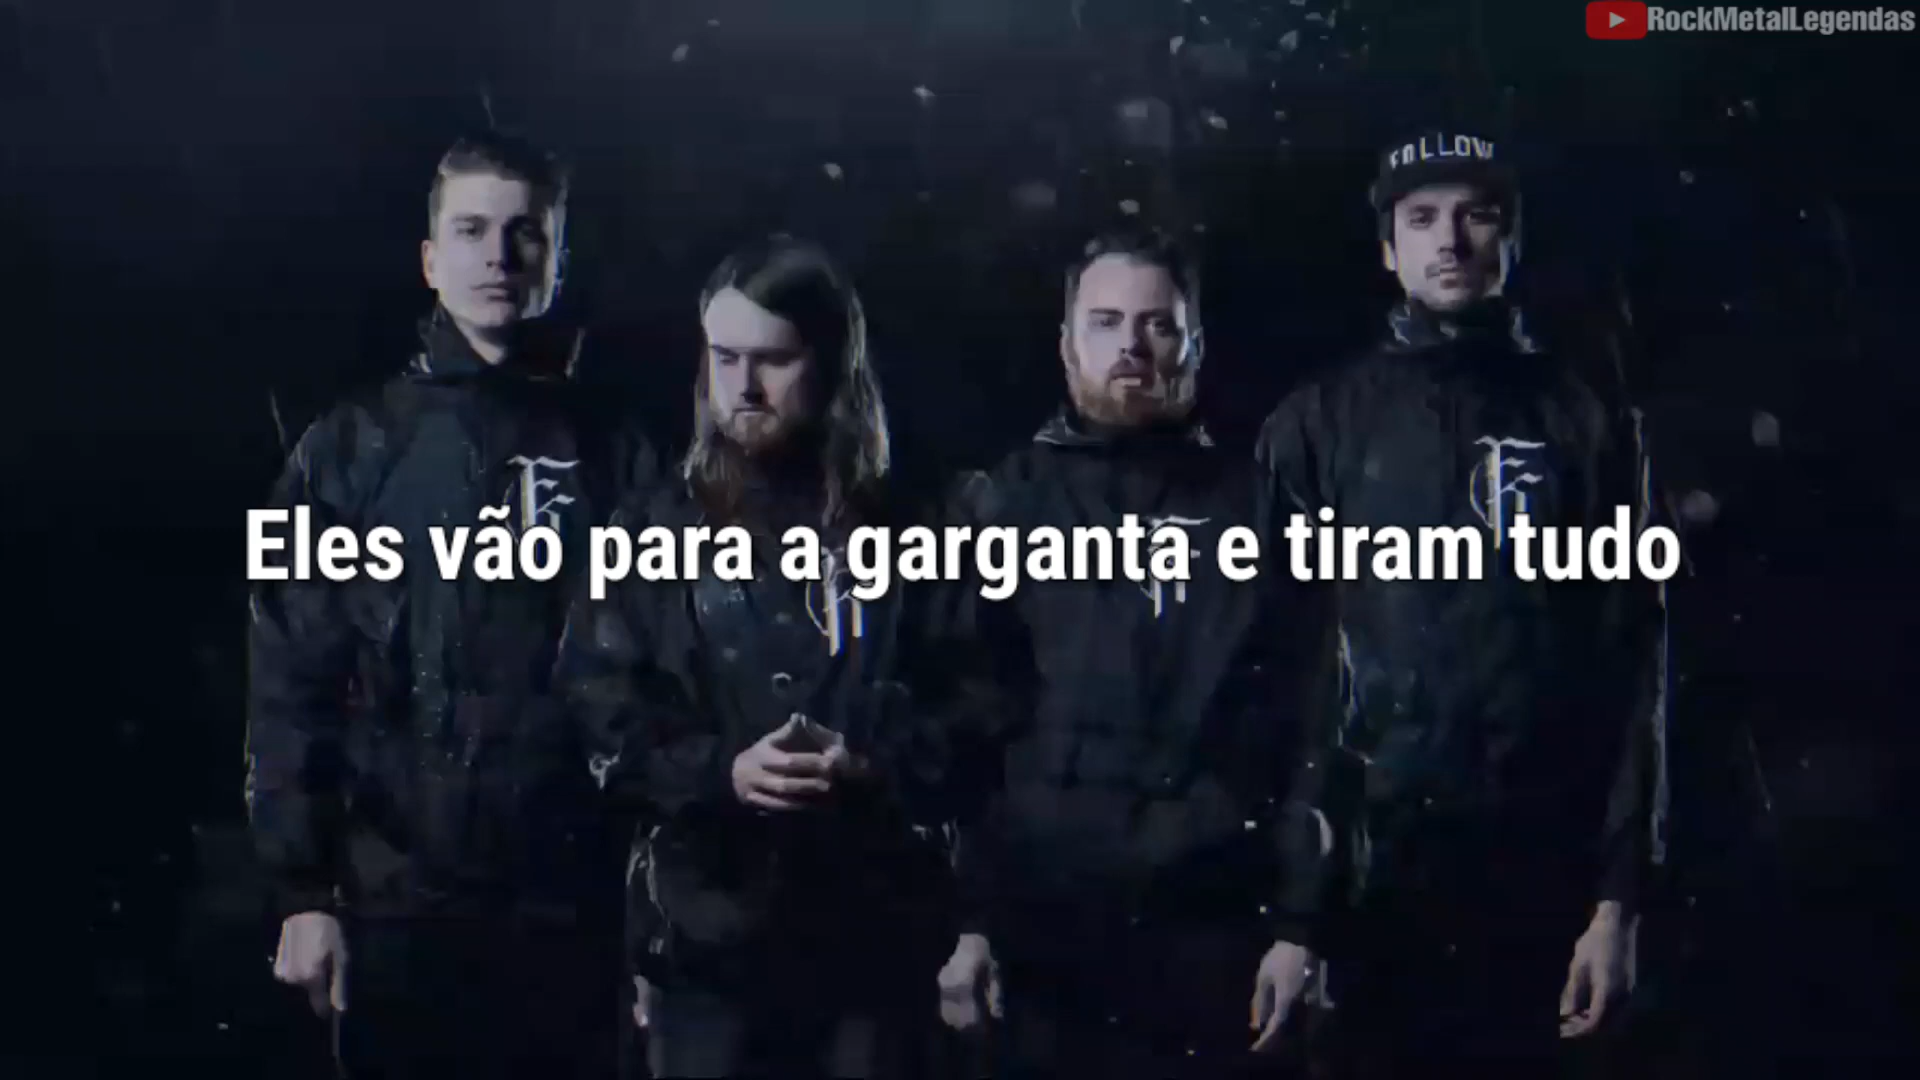 RockMetalLegendas
FOLLOW
Eles vão para a garganta e tiram tudo